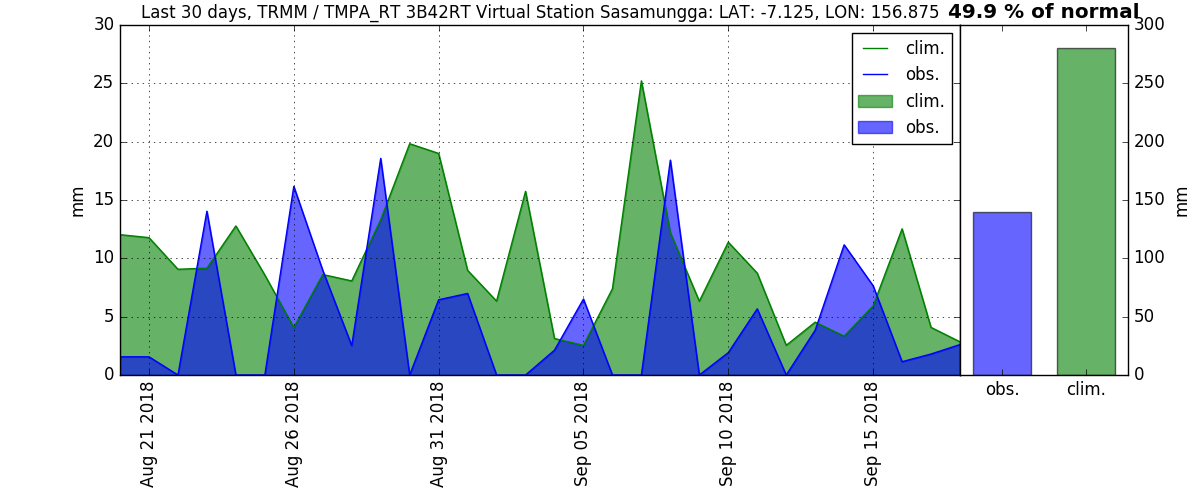 Last 30 days, TRMM / TMPA_RT 3B42RT Virtual Station Sasamungga: LAT: -7.125, LON: 156.875
49.9 % of normal
30
25
20
15
10
5
0
mm
clim.
obs.
clim.
obs.
300
250
200
150
100
50
0
mm
Aug 21 2018
Aug 26 2018
Aug 31 2018
Sep 05 2018
Sep 10 2018
Sep 15 2018
obs.
clim.